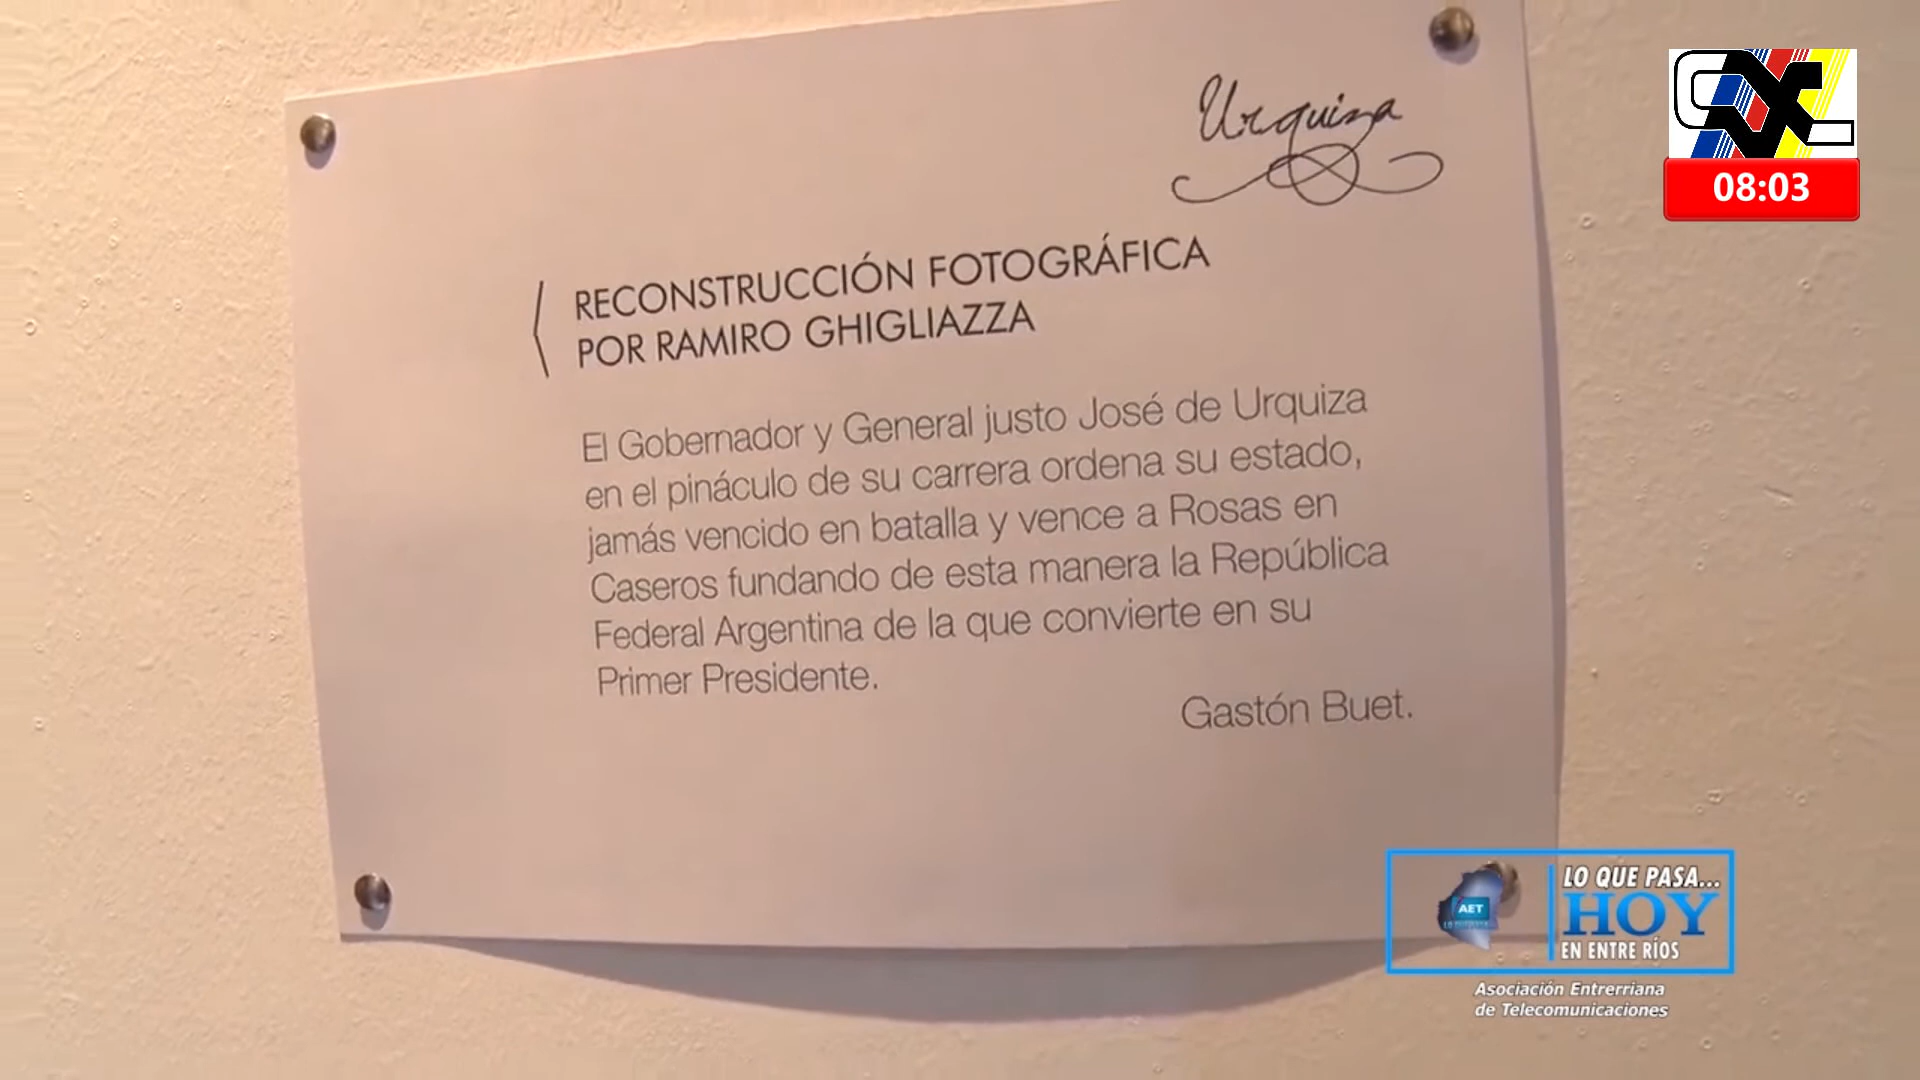 Urquiza
08:03
RECONSTRUCCIÓN FOTOGRÁFICA
POR RAMIRO GHIGLIAZZA
El Gobernador y General justo José de Urquiza
en el pináculo de su carrera ordena su estado,
jamás vencido en batalla y vence a Rosas en
Caseros fundando de esta manera la República
Federal Argentina de la que convierte en su
Primer Presidente.
Gastón Buet.
AET
LO QUE PASA...
HOY
EN ENTRE RÍOS
Asociación Entrerriana
de Telecomunicaciones